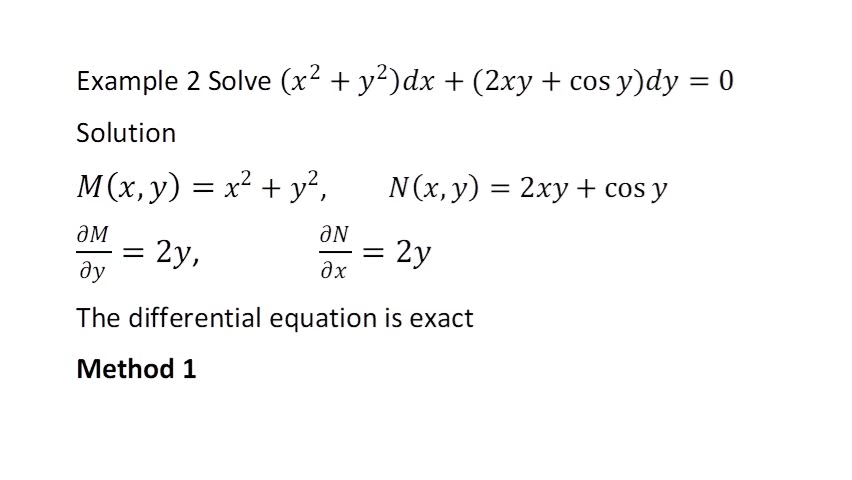 Example 2 Solve (x² + y²)dx + (2xy + cos y)dy = 0
Solution
M(x, y) = x² + y², N(x, y) = 2xy + cos y
∂M/∂y = 2y, ∂N/∂x = 2y
The differential equation is exact
Method 1